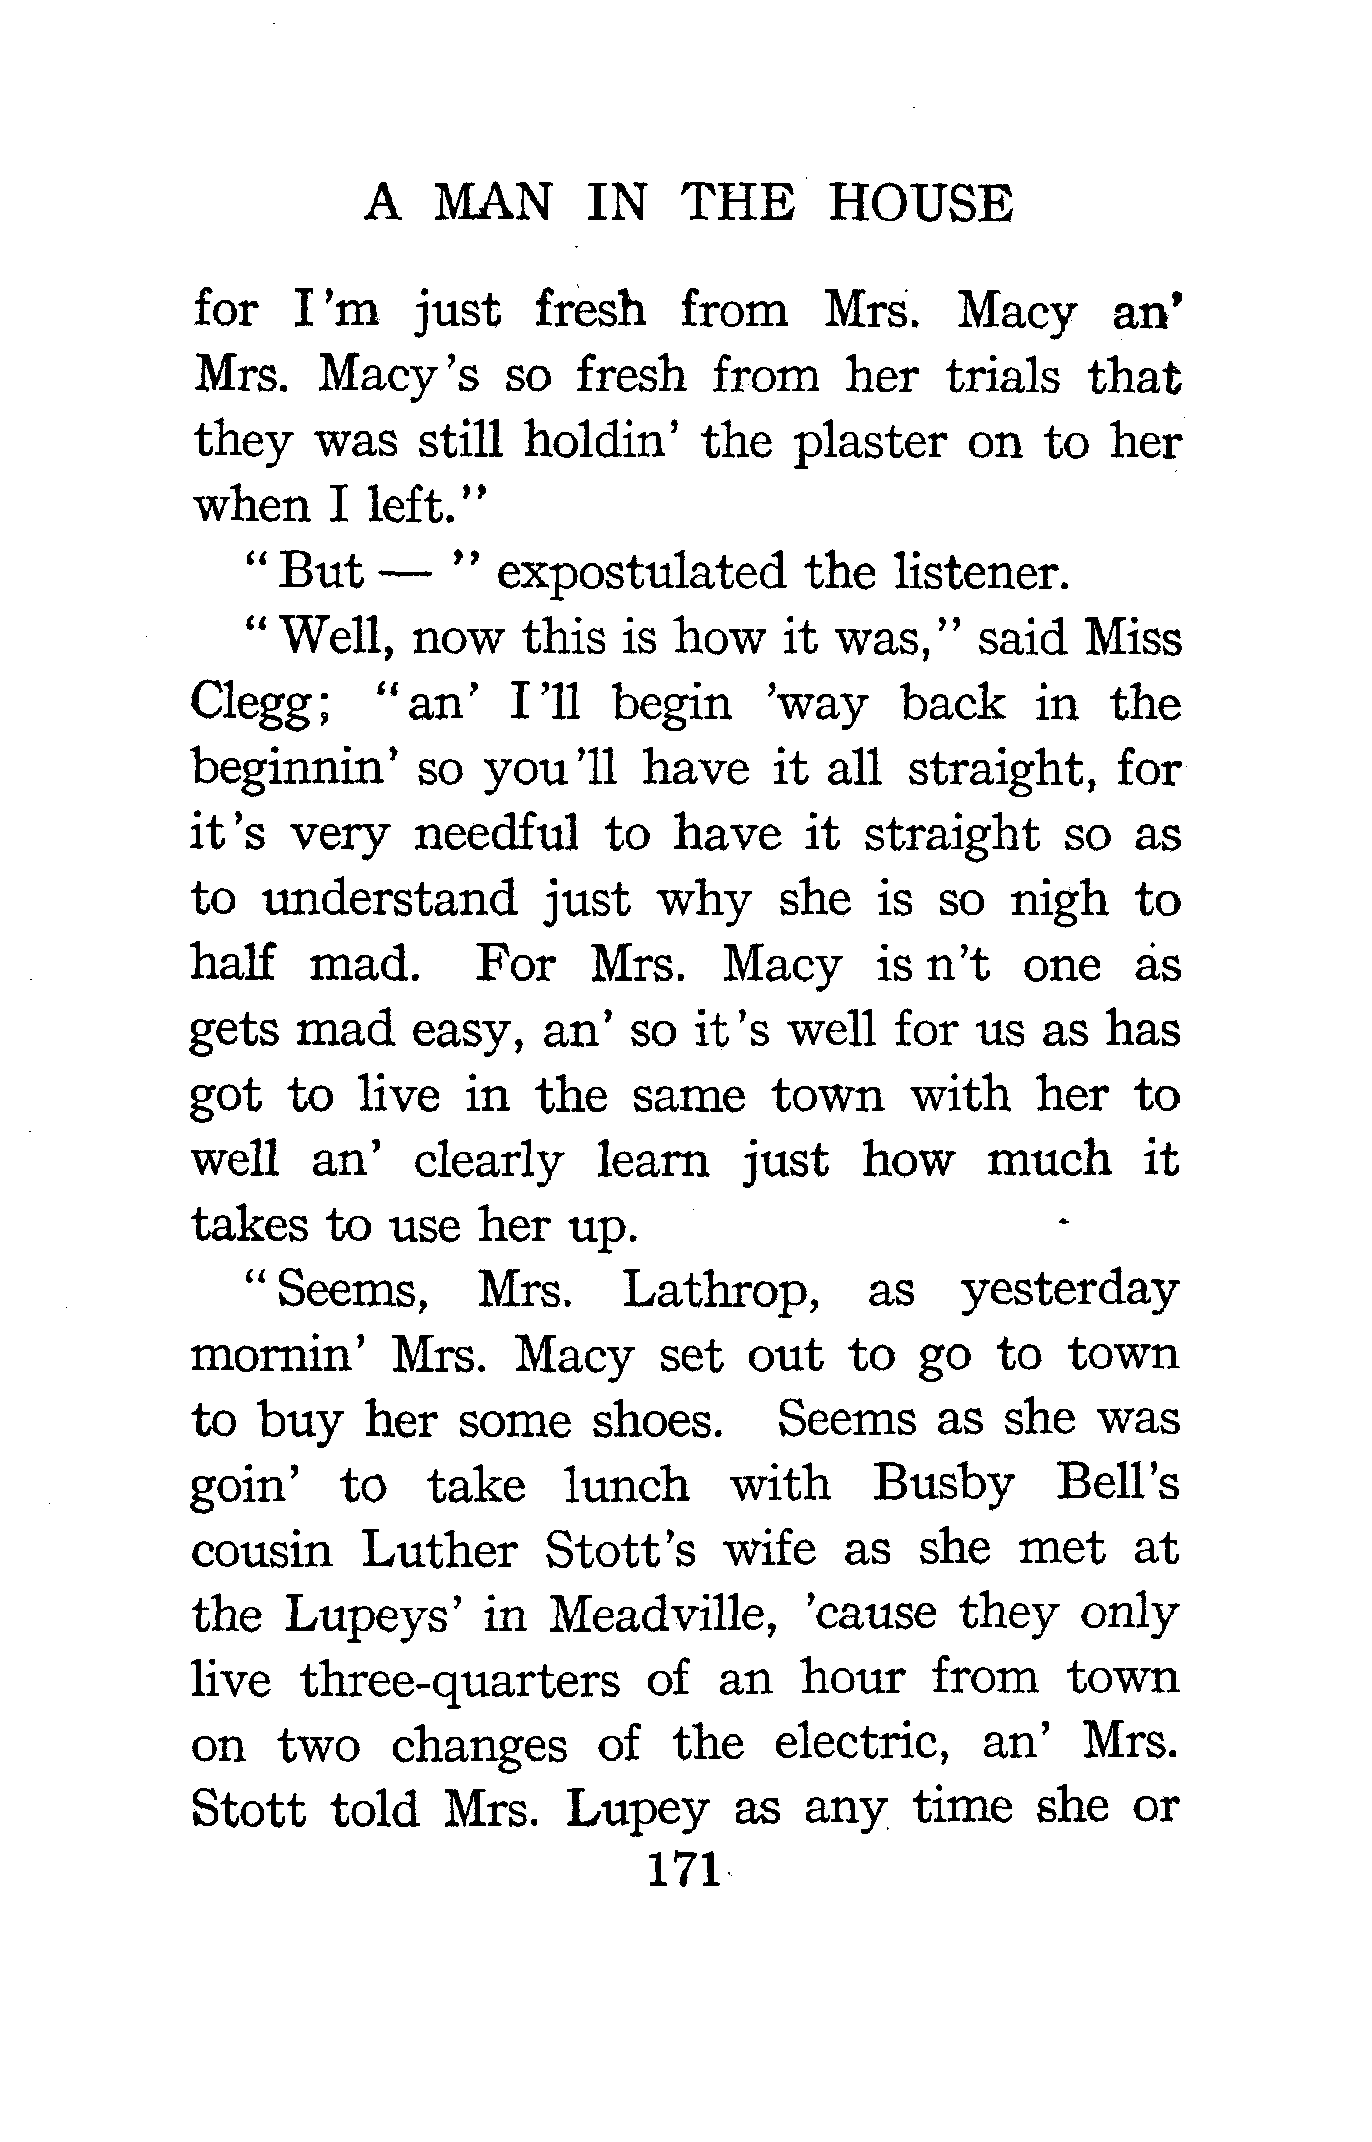 A MAN IN THE HOUSE
for I'm just fresh from Mrs. Macy an'
Mrs. Macy's so fresh from her trials that
they was still holdin' the plaster on to her
when I left."
"But — " expostulated the listener.
"Well, now this is how it was," said Miss
Clegg; "an' I'll begin 'way back in the
beginnin' so you'll have it all straight, for
it's very needful to have it straight so as
to understand just why she is so nigh to
half mad. For Mrs. Macy is n't one as
gets mad easy, an' so it's well for us as has
got to live in the same town with her to
well an' clearly learn just how much it
takes to use her up.
"Seems, Mrs. Lathrop, as yesterday
mornin' Mrs. Macy set out to go to town
to buy her some shoes. Seems as she was
goin' to take lunch with Busby Bell's
cousin Luther Stott's wife as she met at
the Lupeys' in Meadville, 'cause they only
live three-quarters of an hour from town
on two changes of the electric, an' Mrs.
Stott told Mrs. Lupey as any time she or
171